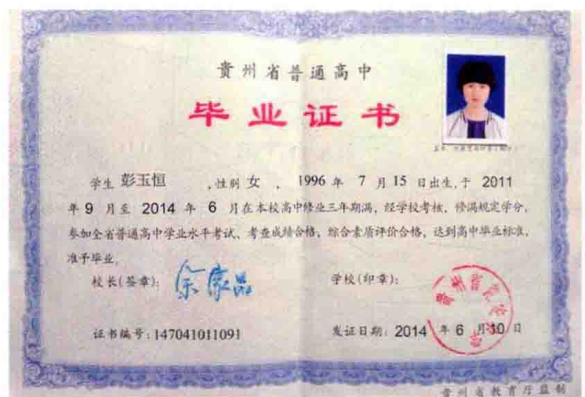 贵州省普通高中
毕业证书
学生 彭玉恒 ,性别 女 , 1996 年 7 月 15 日出生,于 2011
年 9 月至 2014 年 6 月在本校高中修业三年期满,经学校考核,修满规定学分,
参加全省普通高中学业水平考试、考查成绩合格,综合素质评价合格,达到高中毕业标准,
准予毕业。
校长(签章): 余家品
学校(印章):
证书编号:147041011091
发证日期: 2014 年 6 月 10 日
贵州省教育厅监制